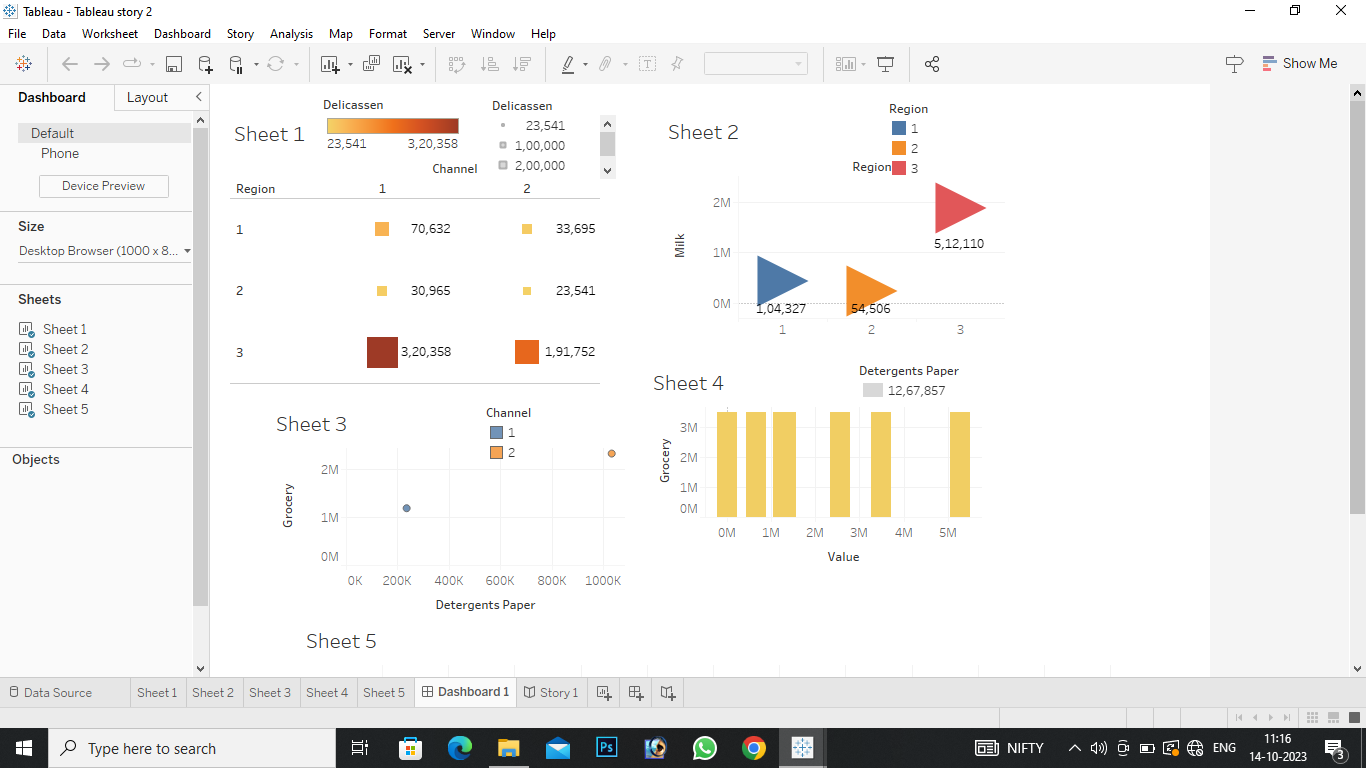 Tableau - Tableau story 2
File Data Worksheet Dashboard Story Analysis Map Format Server Window Help
Show Me
Dashboard Layout
Default
Phone
Device Preview
Size
Desktop Browser (1000 x 8...
Sheets
Sheet 1
Sheet 2
Sheet 3
Sheet 4
Sheet 5
Objects
Sheet 1
Delicassen
23,541 3,20,358
Delicassen
23,541
1,00,000
2,00,000
Channel
Region 1 2
1 70,632 33,695
2 30,965 23,541
3 3,20,358 1,91,752
Sheet 2
Region
1
2
3
Region
Milk
2M
1M
0M
5,12,110
1,04,327
54,506
1 2 3
Sheet 3
Channel
1
2
Grocery
2M
1M
0M
0K 200K 400K 600K 800K 1000K
Detergents Paper
Sheet 4
Detergents Paper
12,67,857
Grocery
3M
2M
1M
0M
0M 1M 2M 3M 4M 5M
Value
Sheet 5
Data Source Sheet 1 Sheet 2 Sheet 3 Sheet 4 Sheet 5 Dashboard 1 Story 1
Type here to search
Ps
NIFTY
ENG
11:16
14-10-2023
3